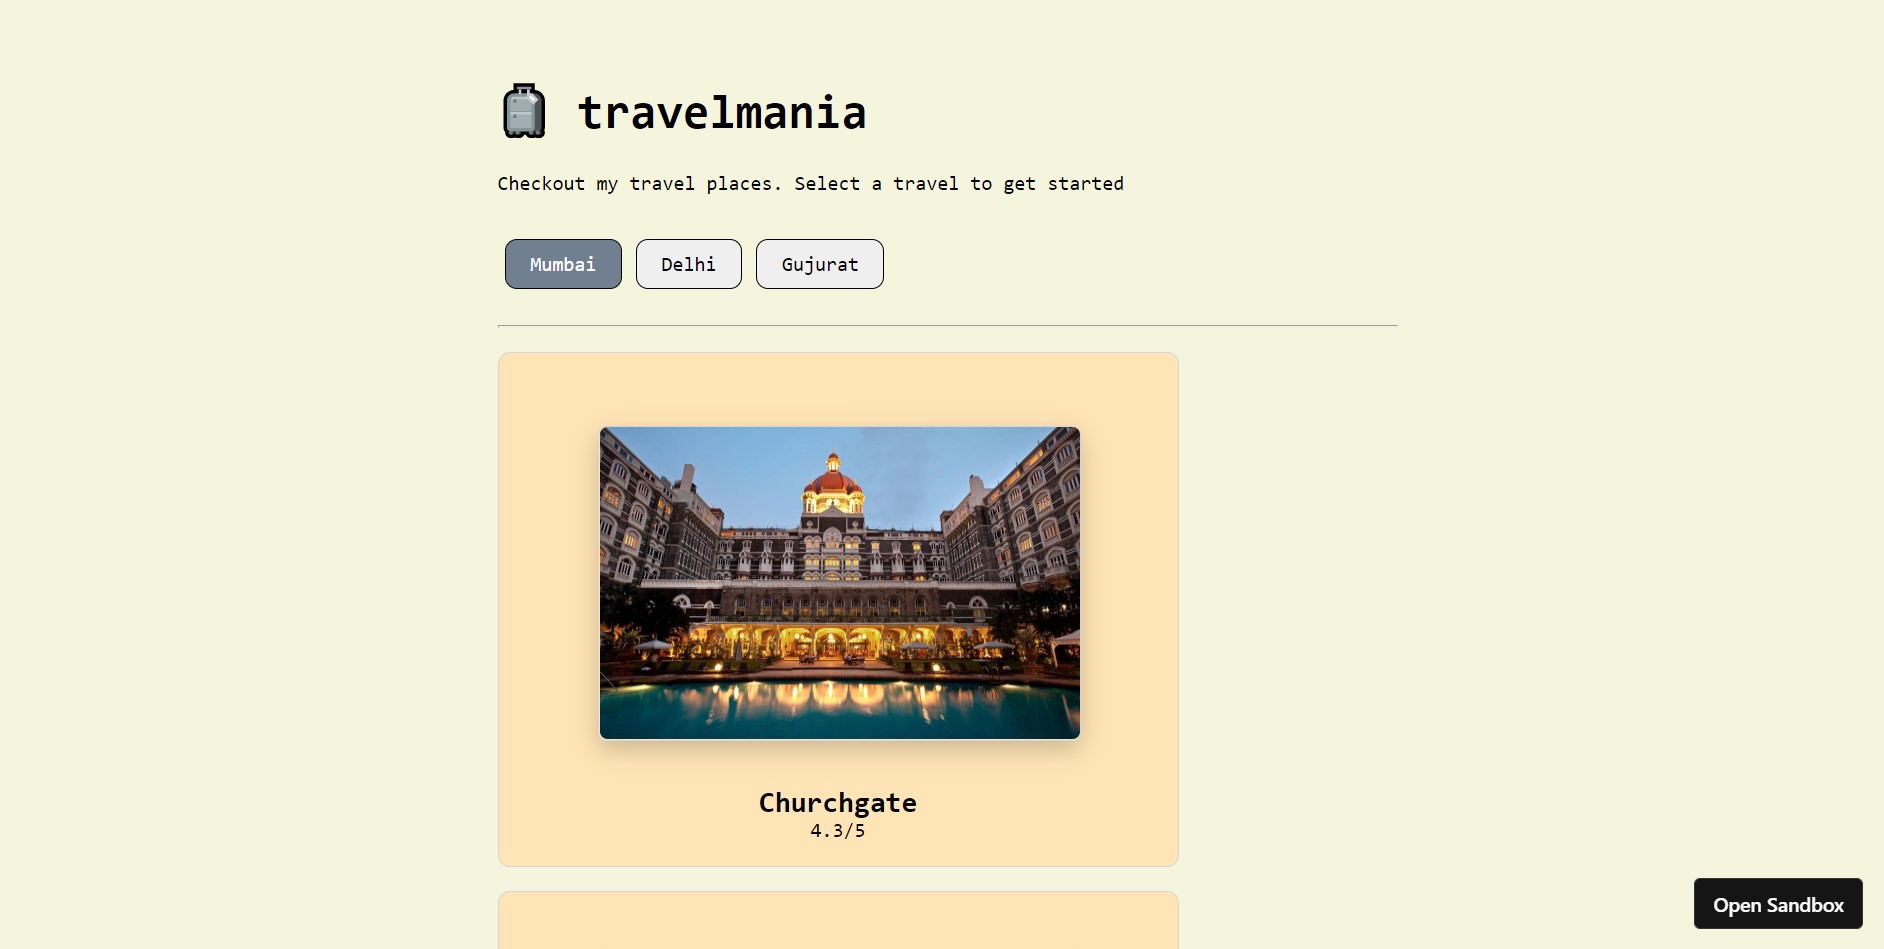 travelmania
Checkout my travel places. Select a travel to get started
Mumbai Delhi Gujurat
Churchgate
4.3/5
Open Sandbox